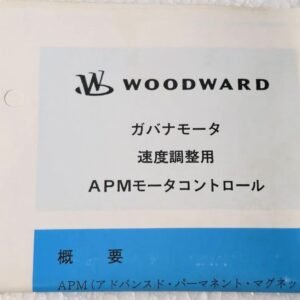 WOODWARD
ガバナモータ
速度調整用
APMモータコントロール
概 要
APM(アドバンスド・パーマネント・マグネッ